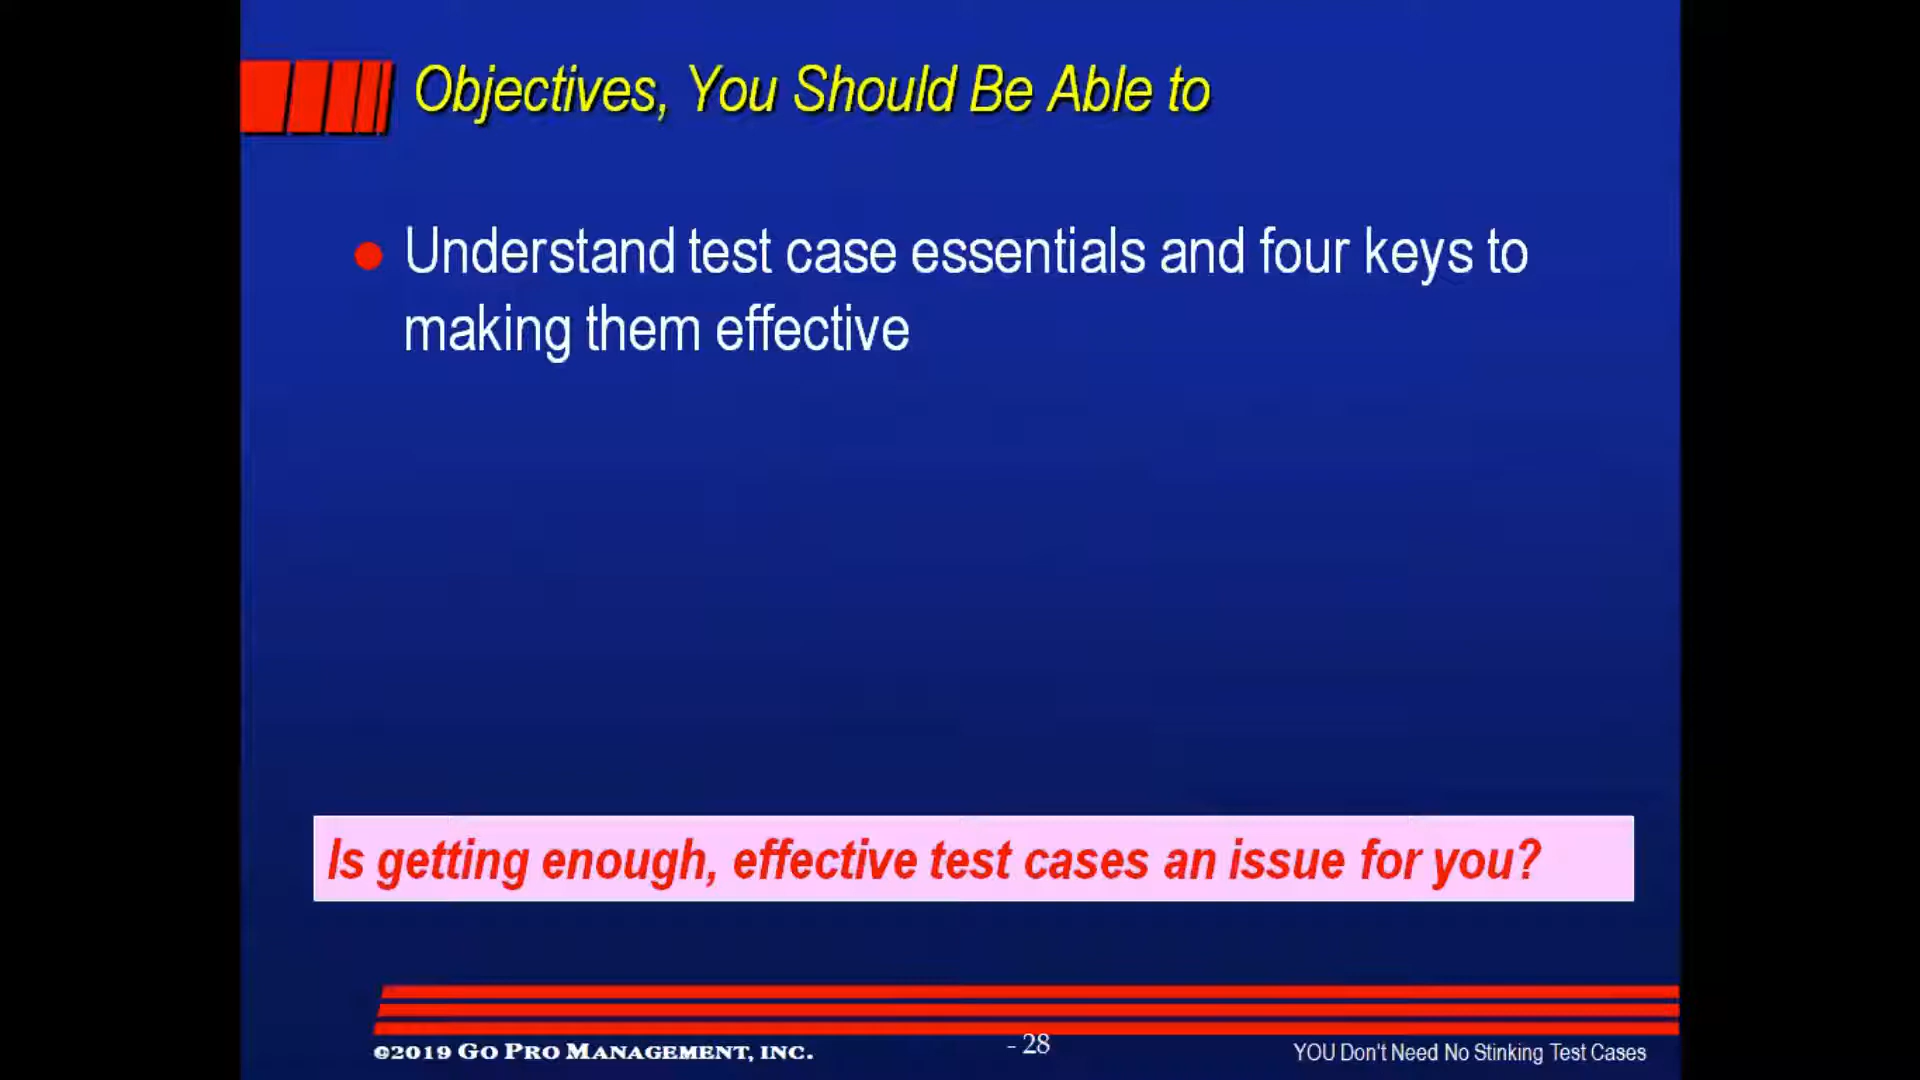 Objectives, You Should Be Able to
Understand test case essentials and four keys to
making them effective
Is getting enough, effective test cases an issue for you?
©2019 GO PRO MANAGEMENT, INC.
- 28
YOU Don't Need No Stinking Test Cases